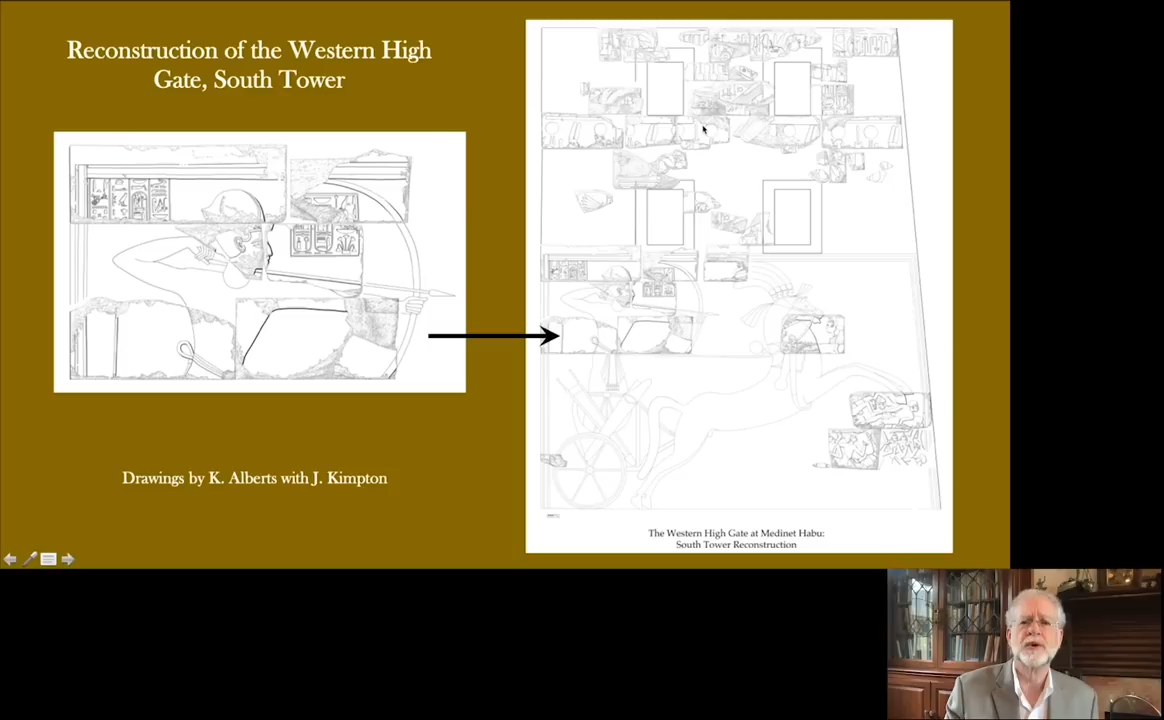 Reconstruction of the Western High
Gate, South Tower
Drawings by K. Alberts with J. Kimpton
The Western High Gate at Medinet Habu:
South Tower Reconstruction